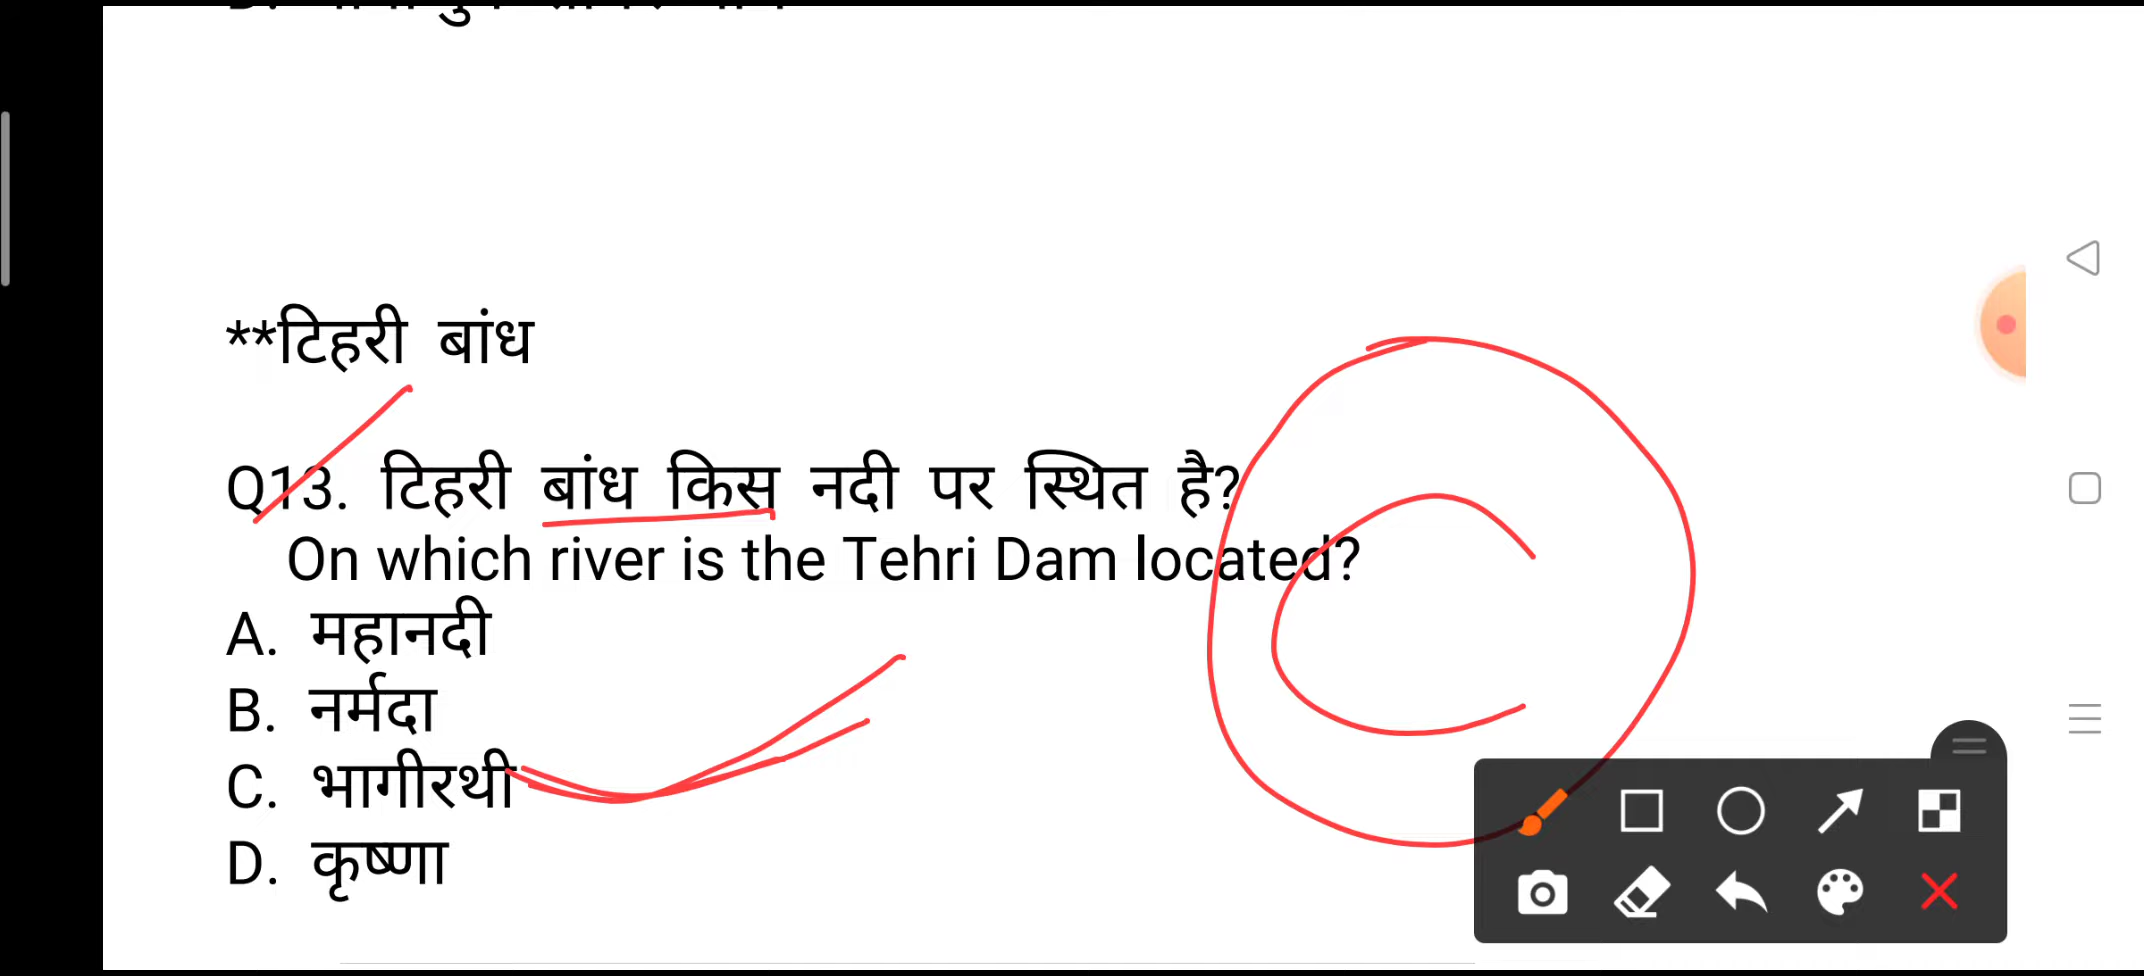 **टिहरी बांध
Q13. टिहरी बांध किस नदी पर स्थित है?
On which river is the Tehri Dam located?
A. महानदी
B. नर्मदा
C. भागीरथी
D. कृष्णा
C